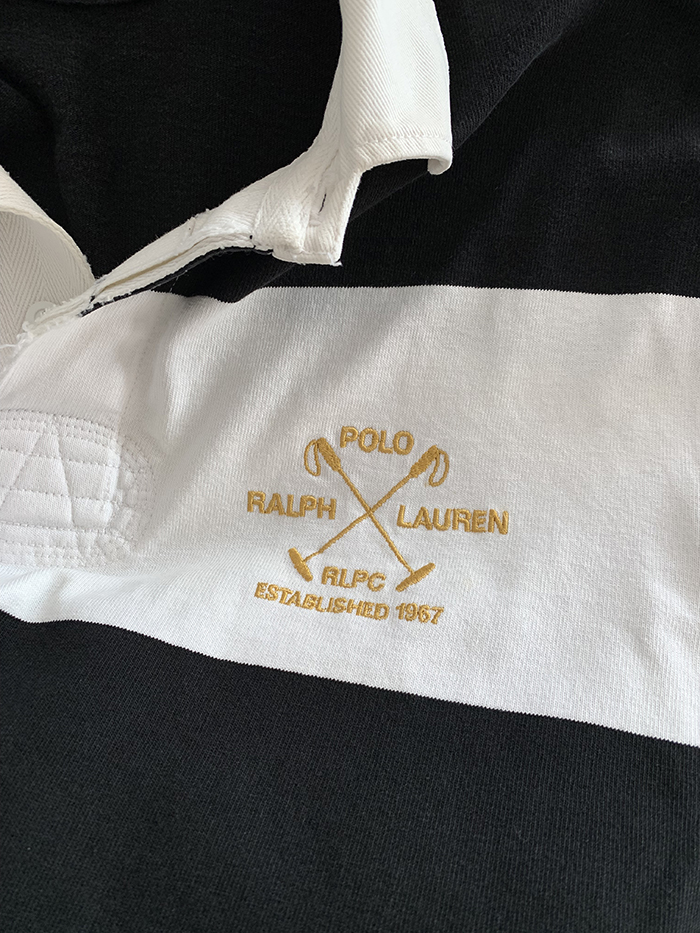 POLO
RALPH LAUREN
RLPC
ESTABLISHED 1967